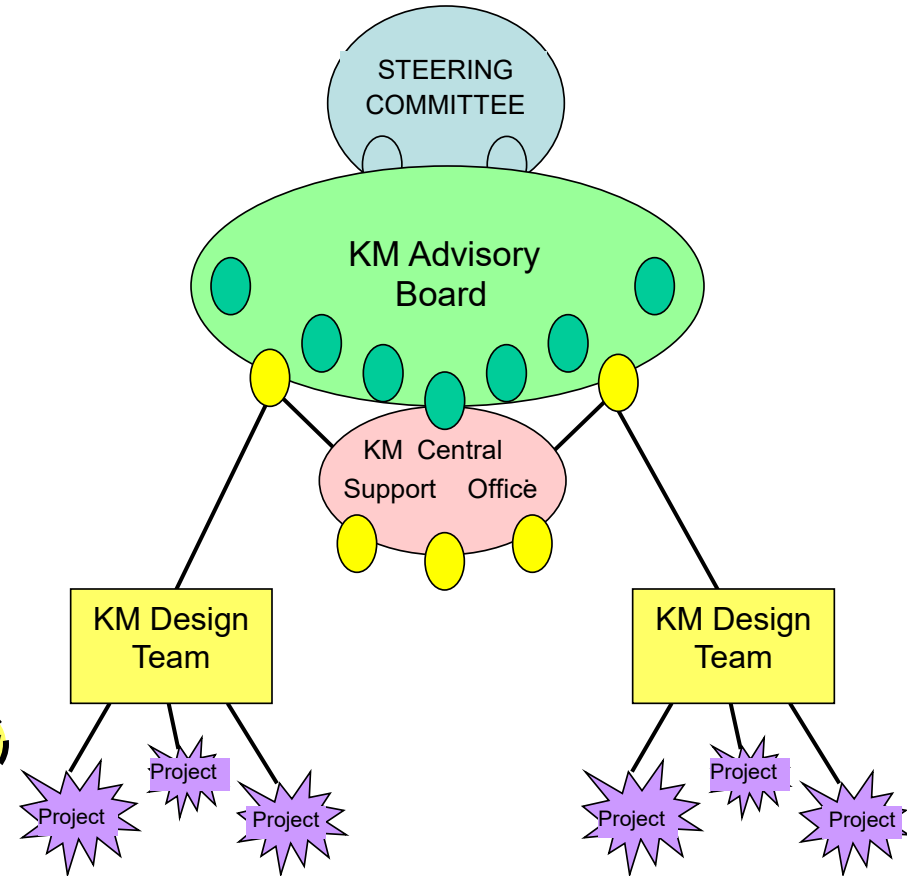 STEERING
COMMITTEE
KM Advisory
Board
KM Central
Support Office
KM Design
Team
KM Design
Team
Project
Project
Project
Project
Project
Project